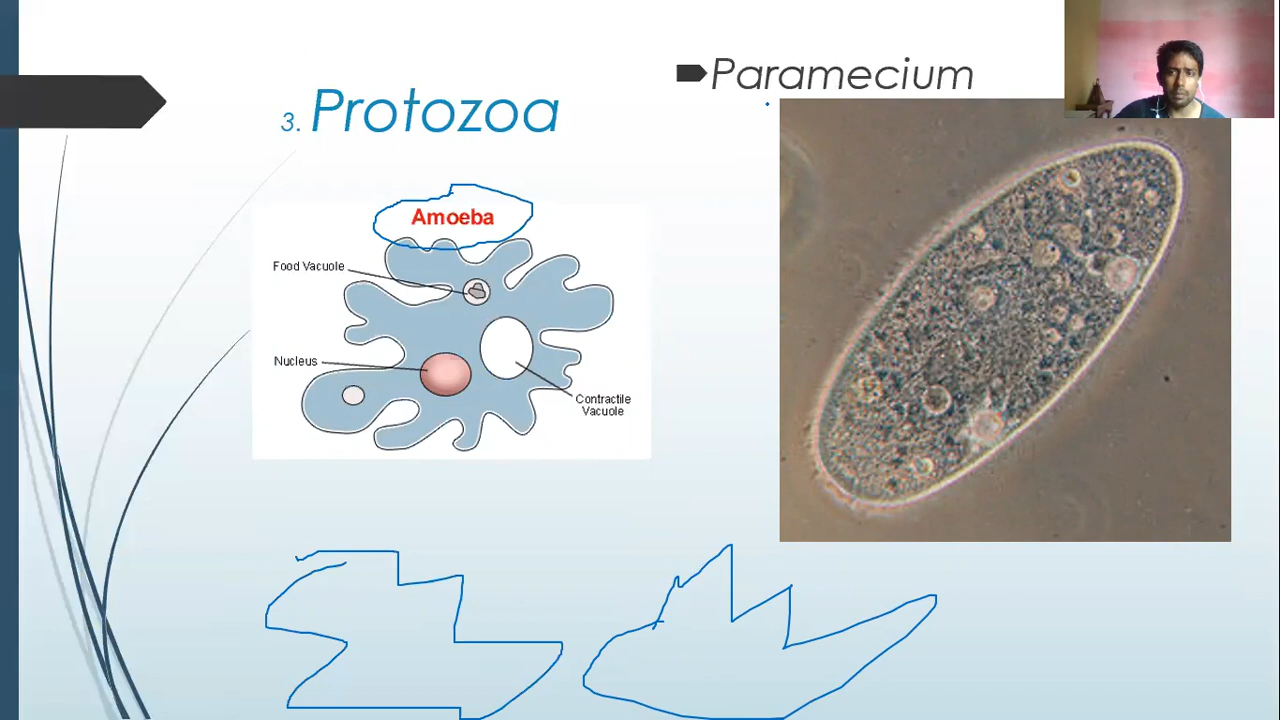 3. Protozoa
Amoeba
Food Vacuole
Nucleus
Contractile
Vacuole
Paramecium